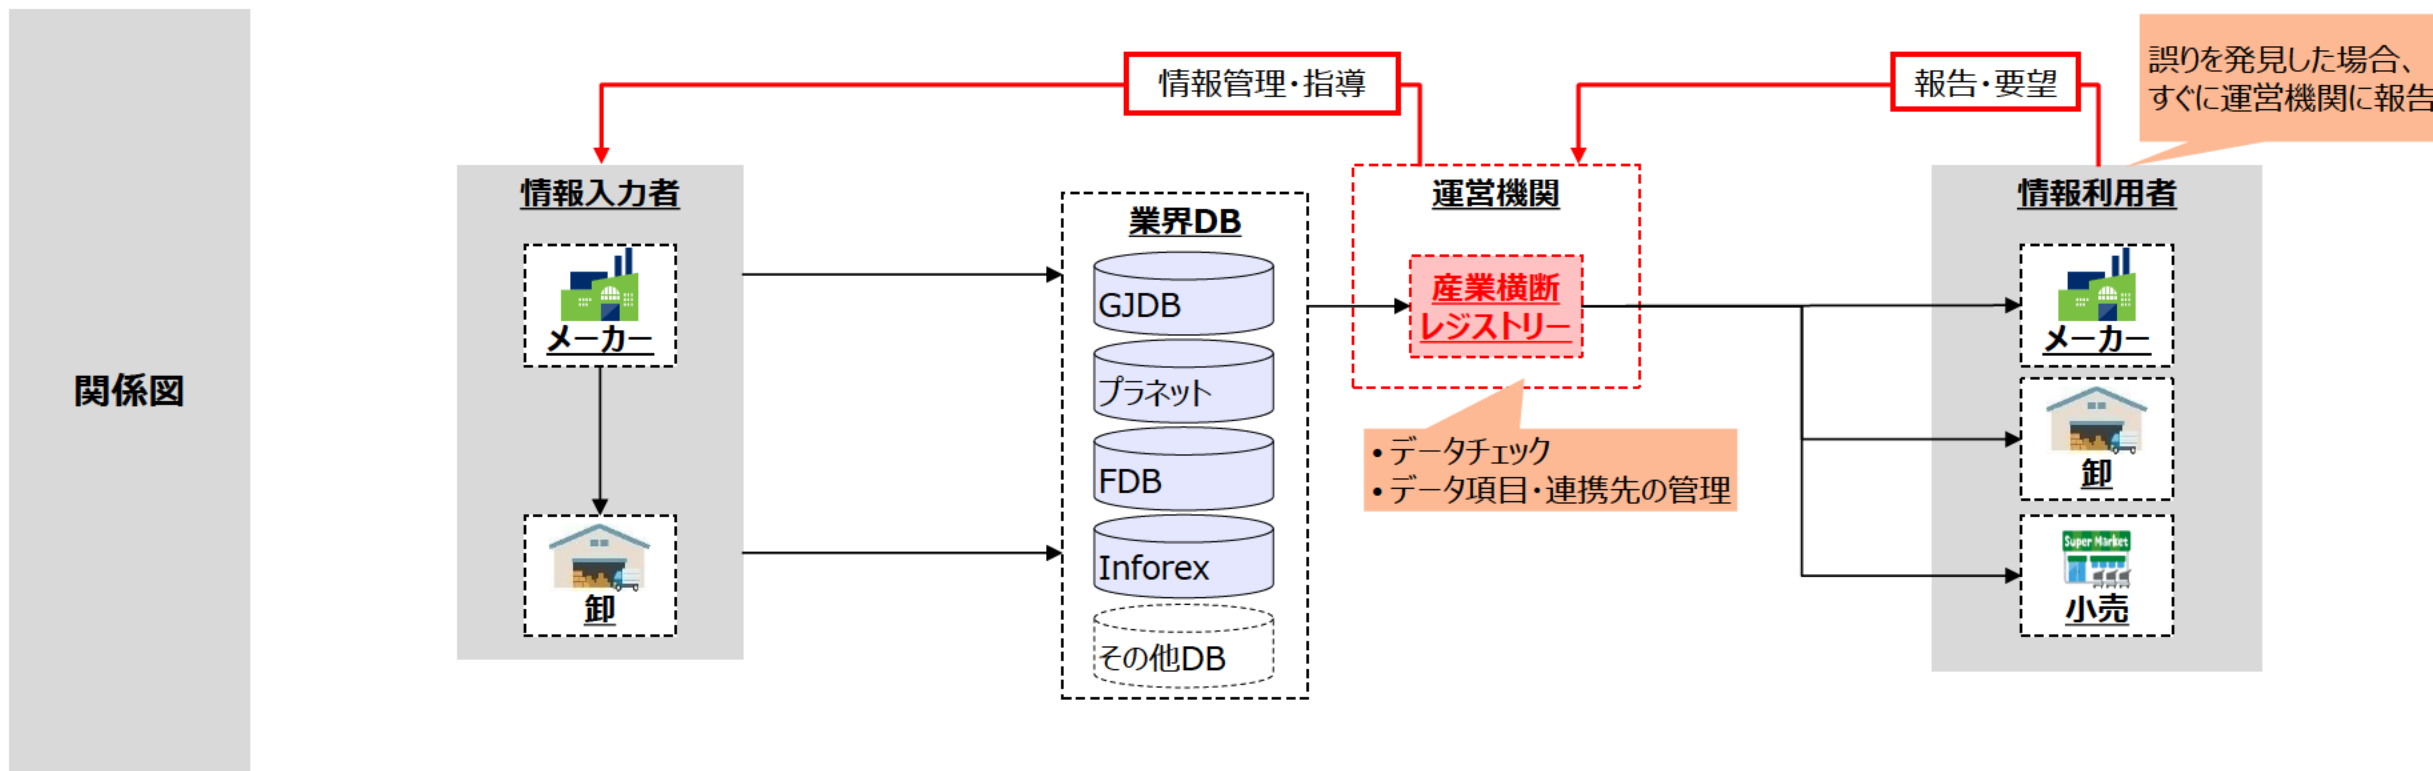 関係図
情報管理・指導
報告・要望
誤りを発見した場合、
すぐに運営機関に報告
情報入力者
メーカー
卸
業界DB
GJDB
プラネット
FDB
Inforex
その他DB
運営機関
産業横断
レジストリー
• データチェック
• データ項目・連携先の管理
情報利用者
メーカー
卸
Super Market
小売